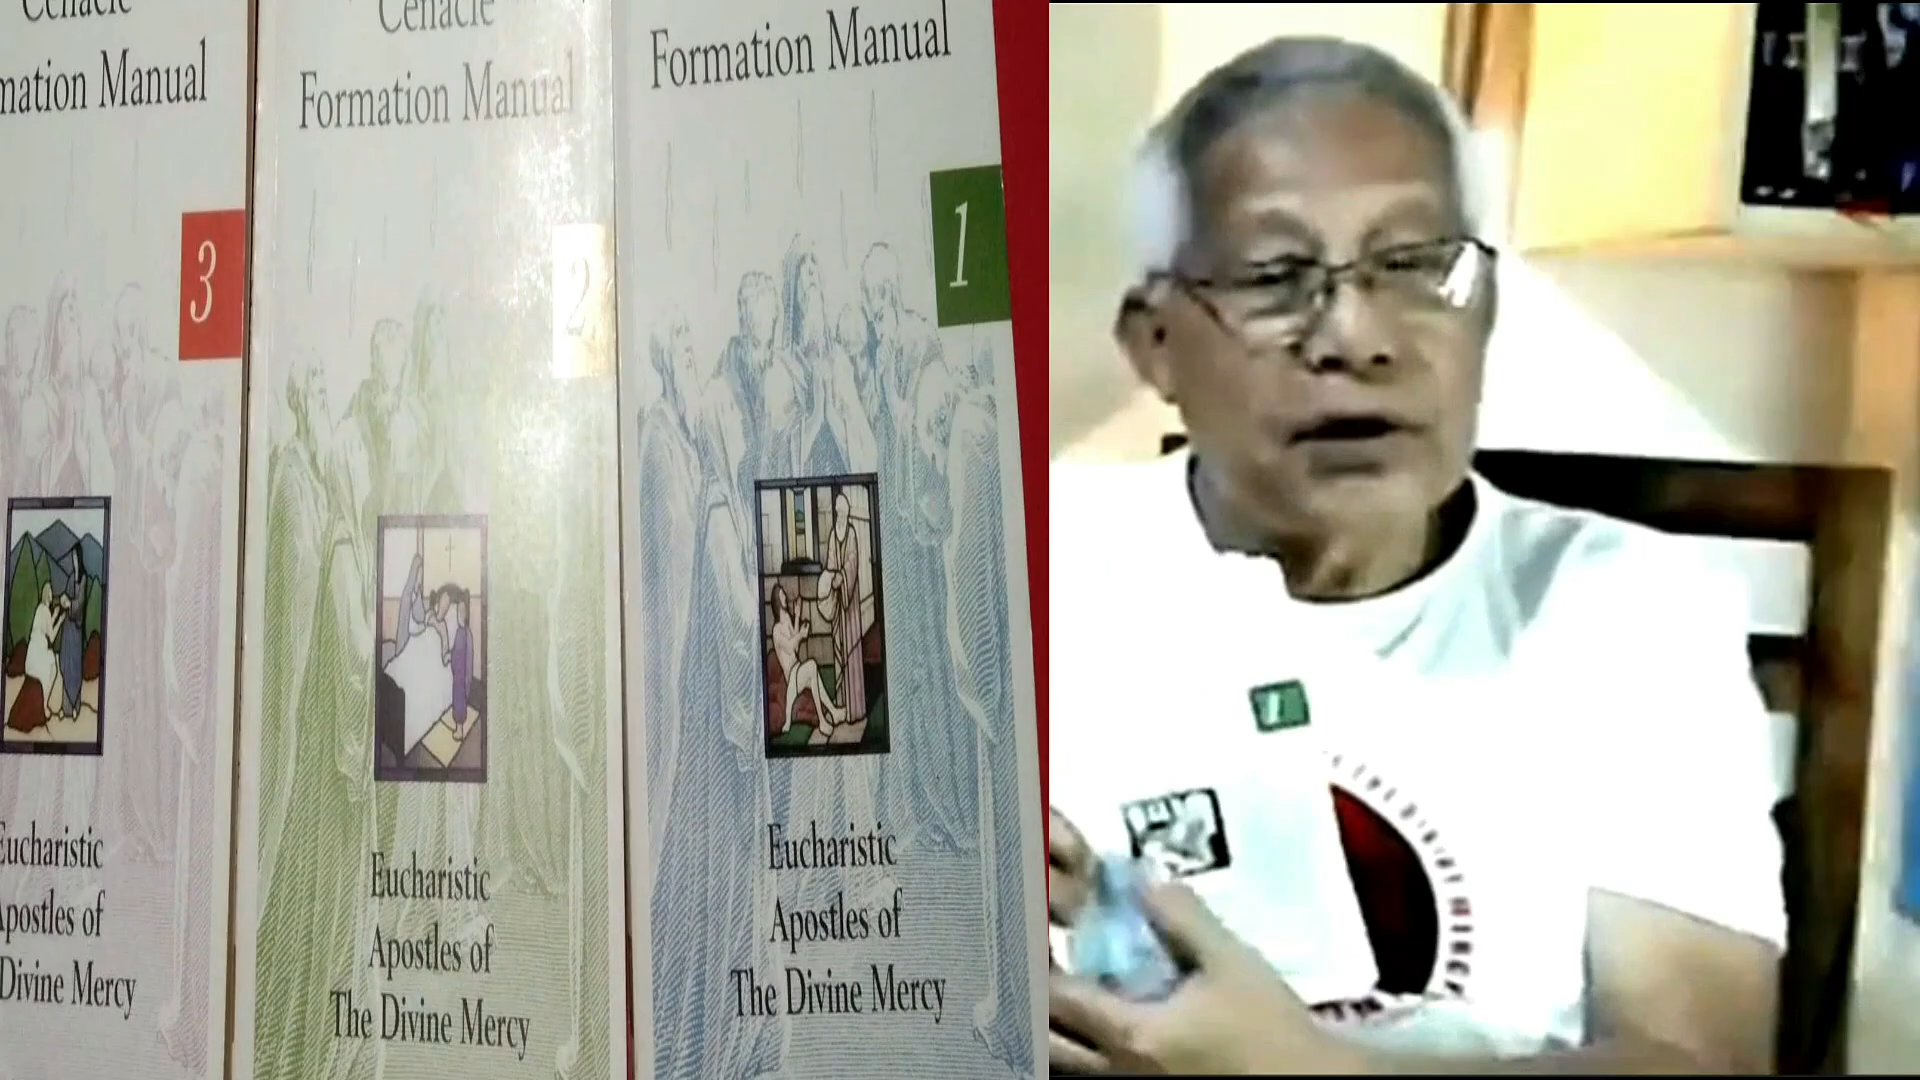 Cenacle
mation Manual
3
Eucharistic
Apostles of
Divine Mercy
Cenacle
Formation Manual
2
Eucharistic
Apostles of
The Divine Mercy
Formation Manual
1
Eucharistic
Apostles of
The Divine Mercy